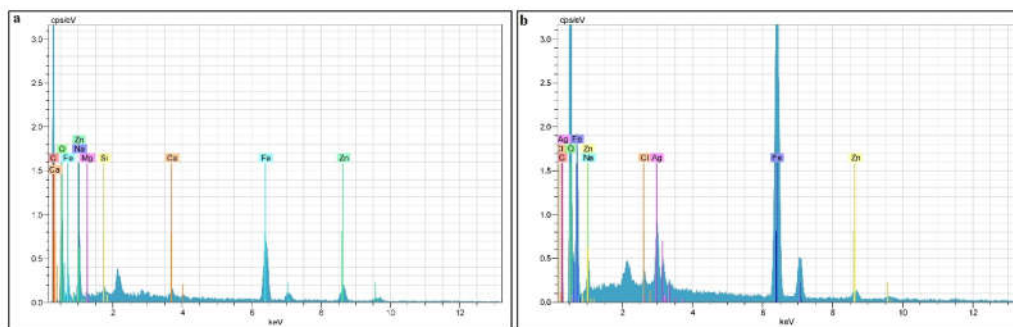 a
cps/eV
3.0
2.5
2.0
1.5
1.0
0.5
0.0
Zn
C O Fe Na Mg Si Ca Fe Zn
Ca
2 4 6 8 10 12
keV
b
cps/eV
3.0
2.5
2.0
1.5
1.0
0.5
0.0
Ag Fe
Cl O Zn
C Na Cl Ag Fe Zn
2 4 6 8 10 12
keV